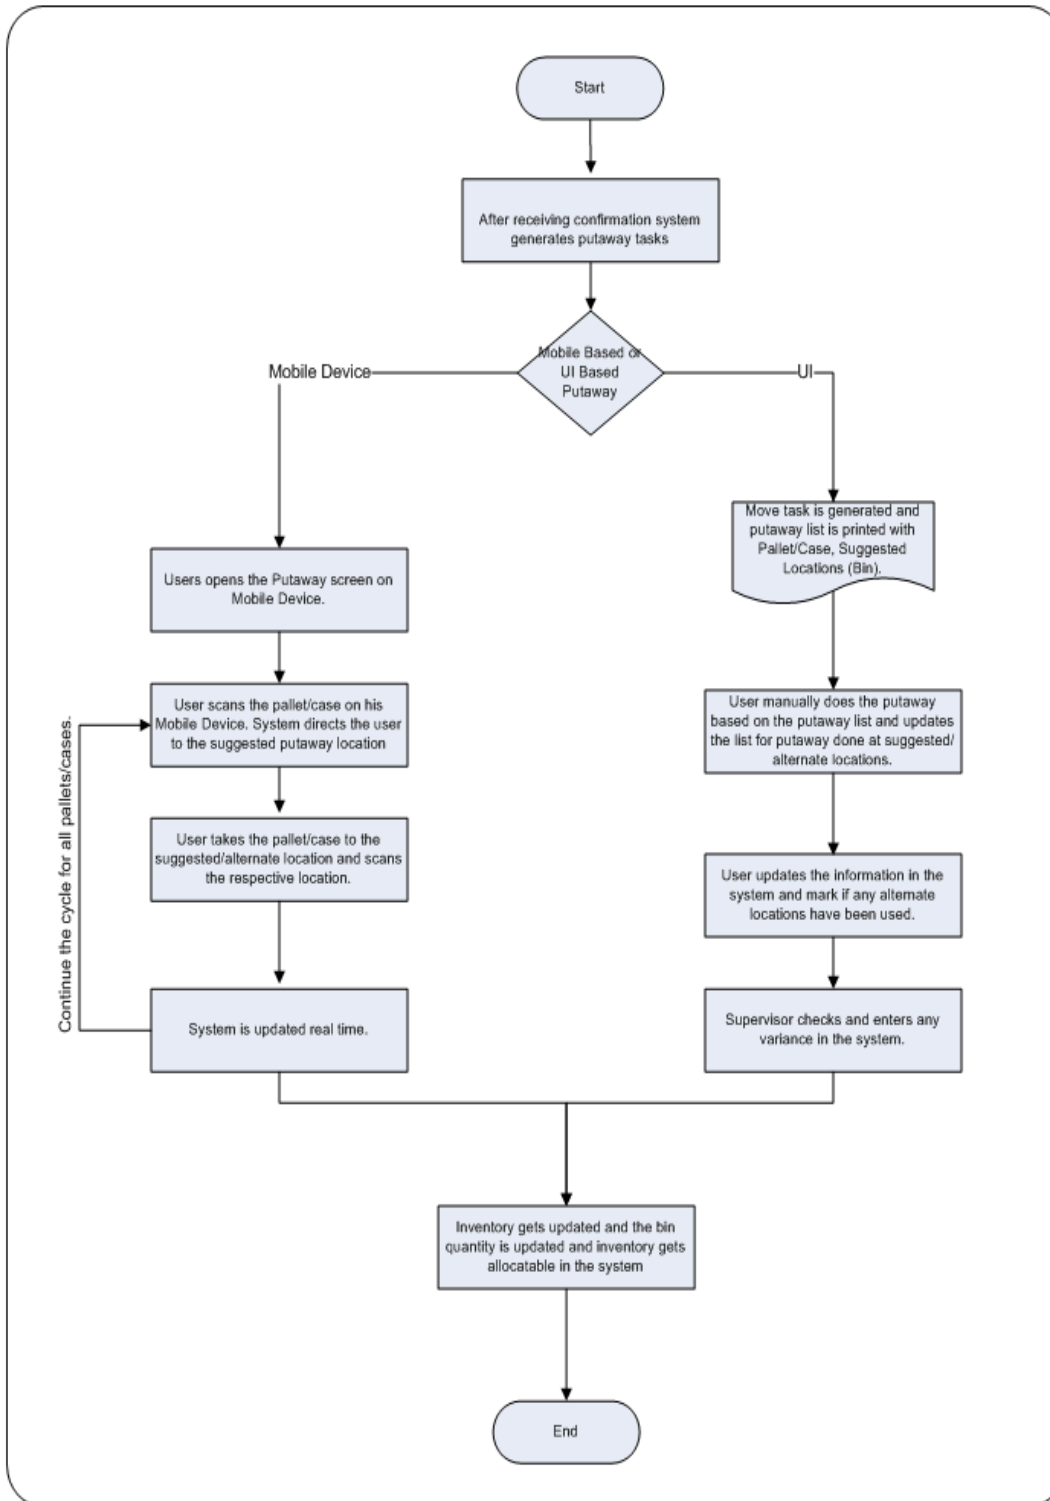 Start
After receiving confirmation system
generates putaway tasks
Mobile Based or
UI Based
Putaway
Mobile Device
UI
Move task is generated and
putaway list is printed with
Pallet/Case, Suggested
Locations (Bin).
Users opens the Putaway screen on
Mobile Device.
User scans the pallet/case on his
Mobile Device. System directs the user
to the suggested putaway location
User takes the pallet/case to the
suggested/alternate location and scans
the respective location.
System is updated real time.
Continue the cycle for all pallets/cases.
User manually does the putaway
based on the putaway list and updates
the list for putaway done at suggested/
alternate locations.
User updates the information in the
system and mark if any alternate
locations have been used.
Supervisor checks and enters any
variance in the system.
Inventory gets updated and the bin
quantity is updated and inventory gets
allocatable in the system
End